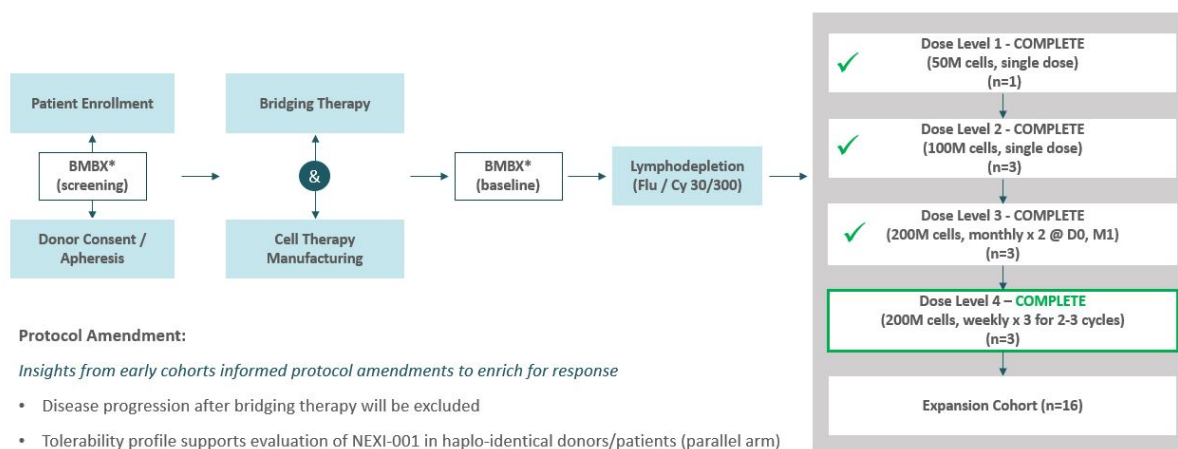 Patient Enrollment
BMBX*
(screening)
Donor Consent /
Apheresis
Bridging Therapy
&
Cell Therapy
Manufacturing
BMBX*
(baseline)
Lymphodepletion
(Flu / Cy 30/300)
Dose Level 1 - COMPLETE
(50M cells, single dose)
(n=1)
Dose Level 2 - COMPLETE
(100M cells, single dose)
(n=3)
Dose Level 3 - COMPLETE
(200M cells, monthly x 2 @ D0, M1)
(n=3)
Dose Level 4 – COMPLETE
(200M cells, weekly x 3 for 2-3 cycles)
(n=3)
Expansion Cohort (n=16)
Protocol Amendment:
Insights from early cohorts informed protocol amendments to enrich for response
• Disease progression after bridging therapy will be excluded
• Tolerability profile supports evaluation of NEXI-001 in haplo-identical donors/patients (parallel arm)